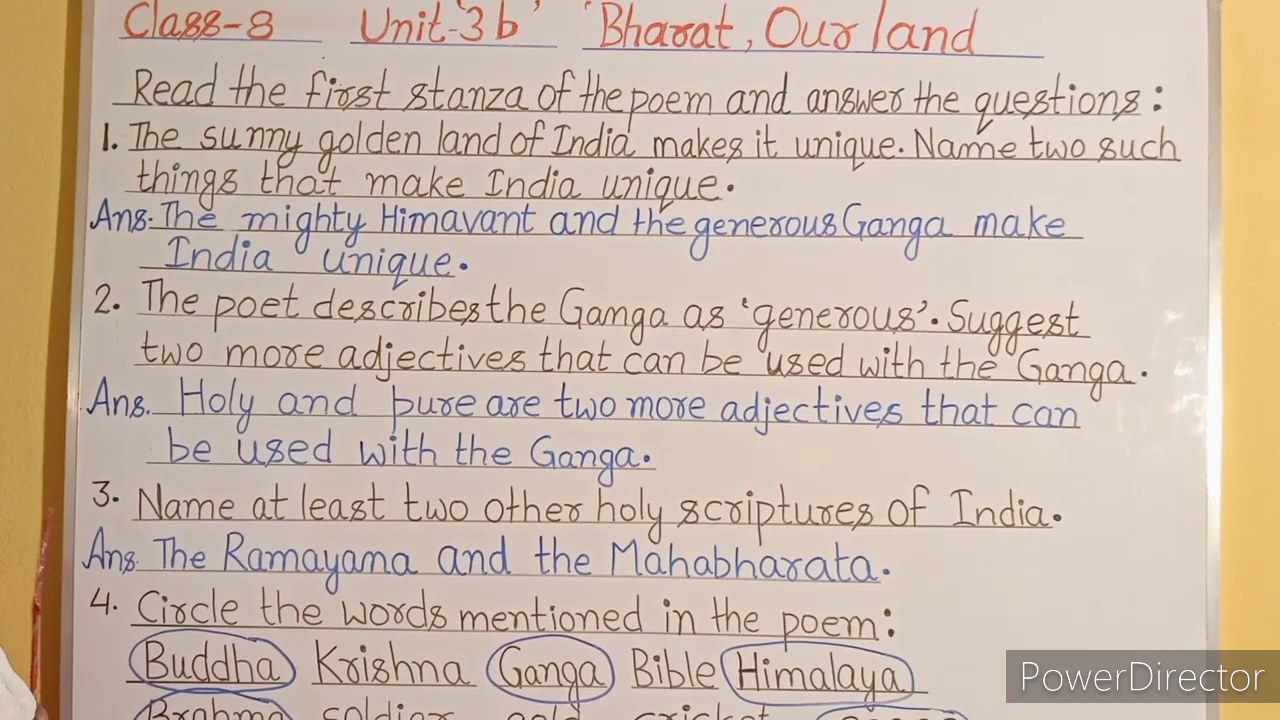 Class-8 Unit-'3b' 'Bharat, Our land
Read the first stanza of the poem and answer the questions:
1. The sunny golden land of India makes it unique. Name two such
things that make India unique.
Ans. The mighty Himavant and the generous Ganga make
India unique.
2. The poet describes the Ganga as 'generous'. Suggest
two more adjectives that can be used with the Ganga.
Ans. Holy and pure are two more adjectives that can
be used with the Ganga.
3. Name at least two other holy scriptures of India.
Ans. The Ramayama and the Mahabharata.
4. Circle the words mentioned in the poem:
Buddha Krishna Ganga Bible Himalaya
Brahma soldier gold cricket
PowerDirector